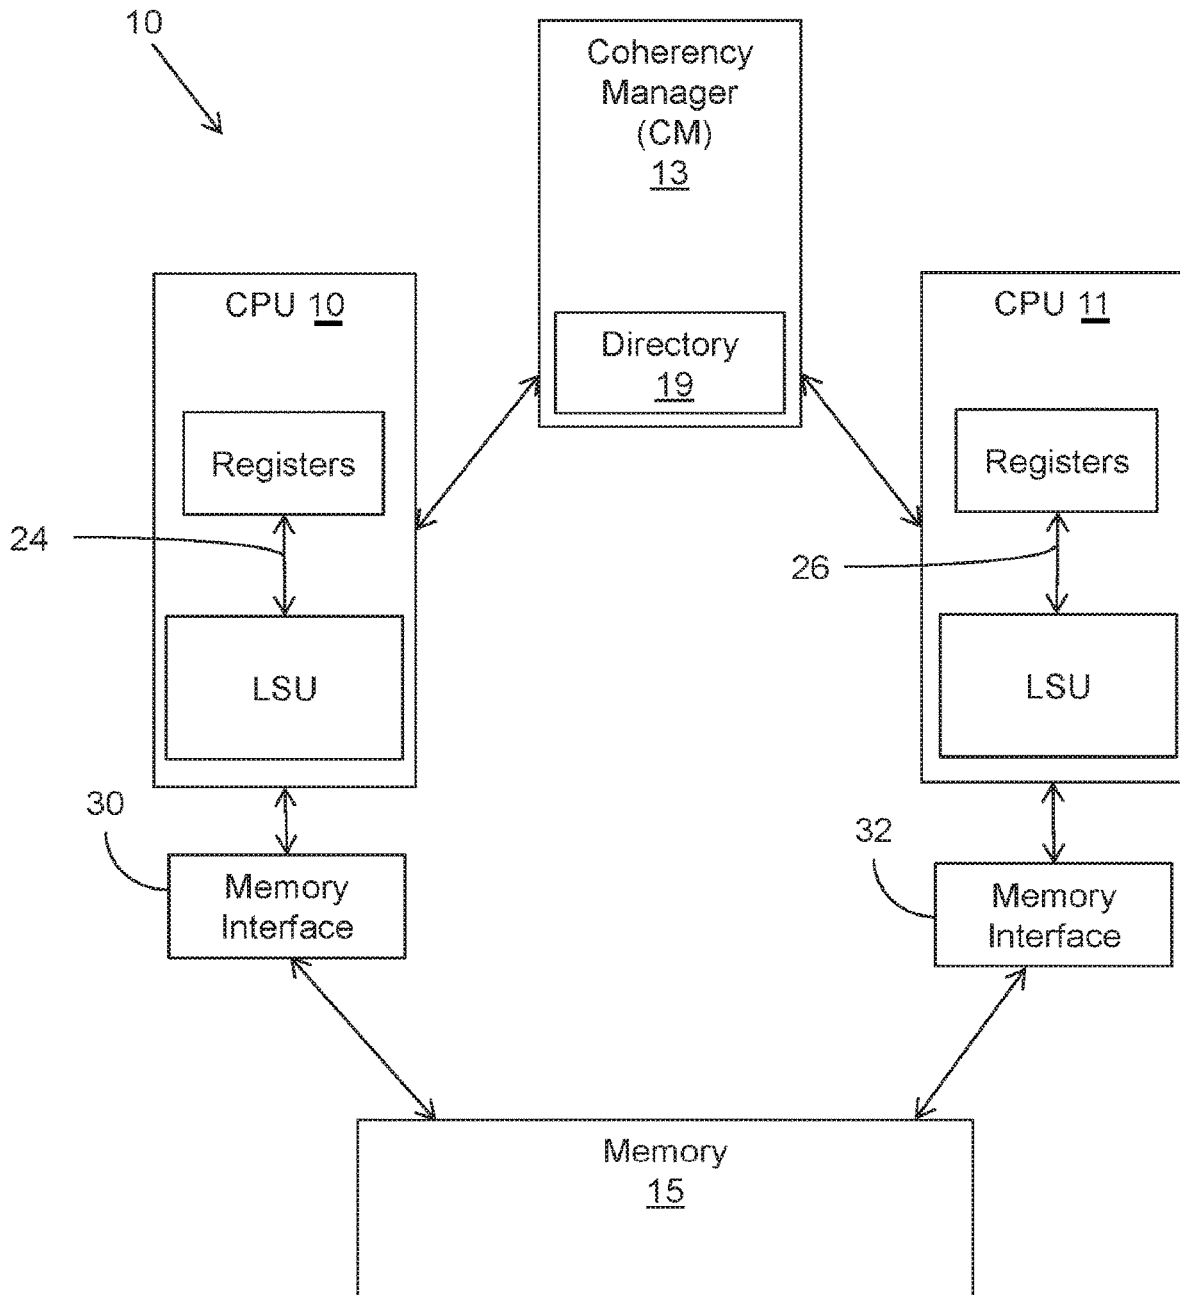 10
Coherency
Manager
(CM)
13
Directory
19
CPU 10
Registers
24
LSU
30
Memory
Interface
CPU 11
Registers
26
LSU
32
Memory
Interface
Memory
15